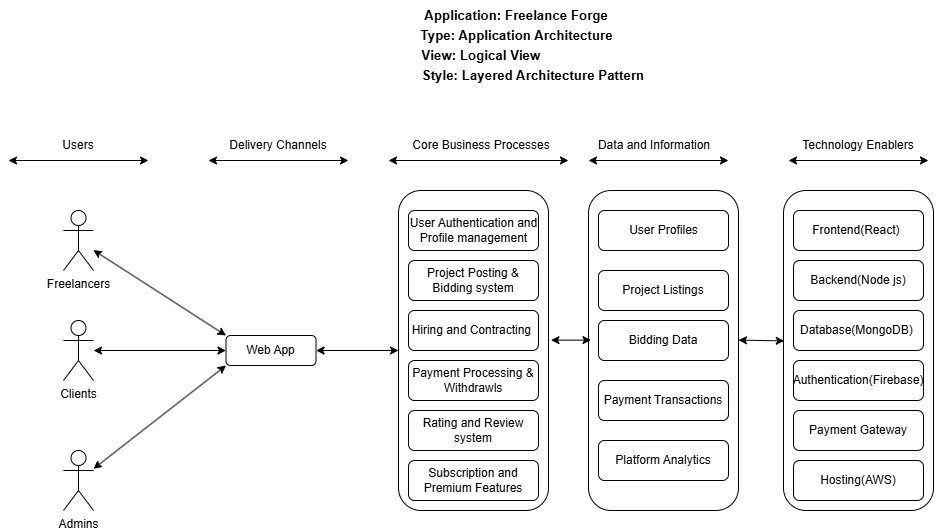 Application: Freelance Forge
Type: Application Architecture
View: Logical View
Style: Layered Architecture Pattern
Users
Delivery Channels
Core Business Processes
Data and Information
Technology Enablers
Freelancers
Clients
Admins
Web App
User Authentication and
Profile management
Project Posting &
Bidding system
Hiring and Contracting
Payment Processing &
Withdrawls
Rating and Review
system
Subscription and
Premium Features
User Profiles
Project Listings
Bidding Data
Payment Transactions
Platform Analytics
Frontend(React)
Backend(Node js)
Database(MongoDB)
Authentication(Firebase)
Payment Gateway
Hosting(AWS)